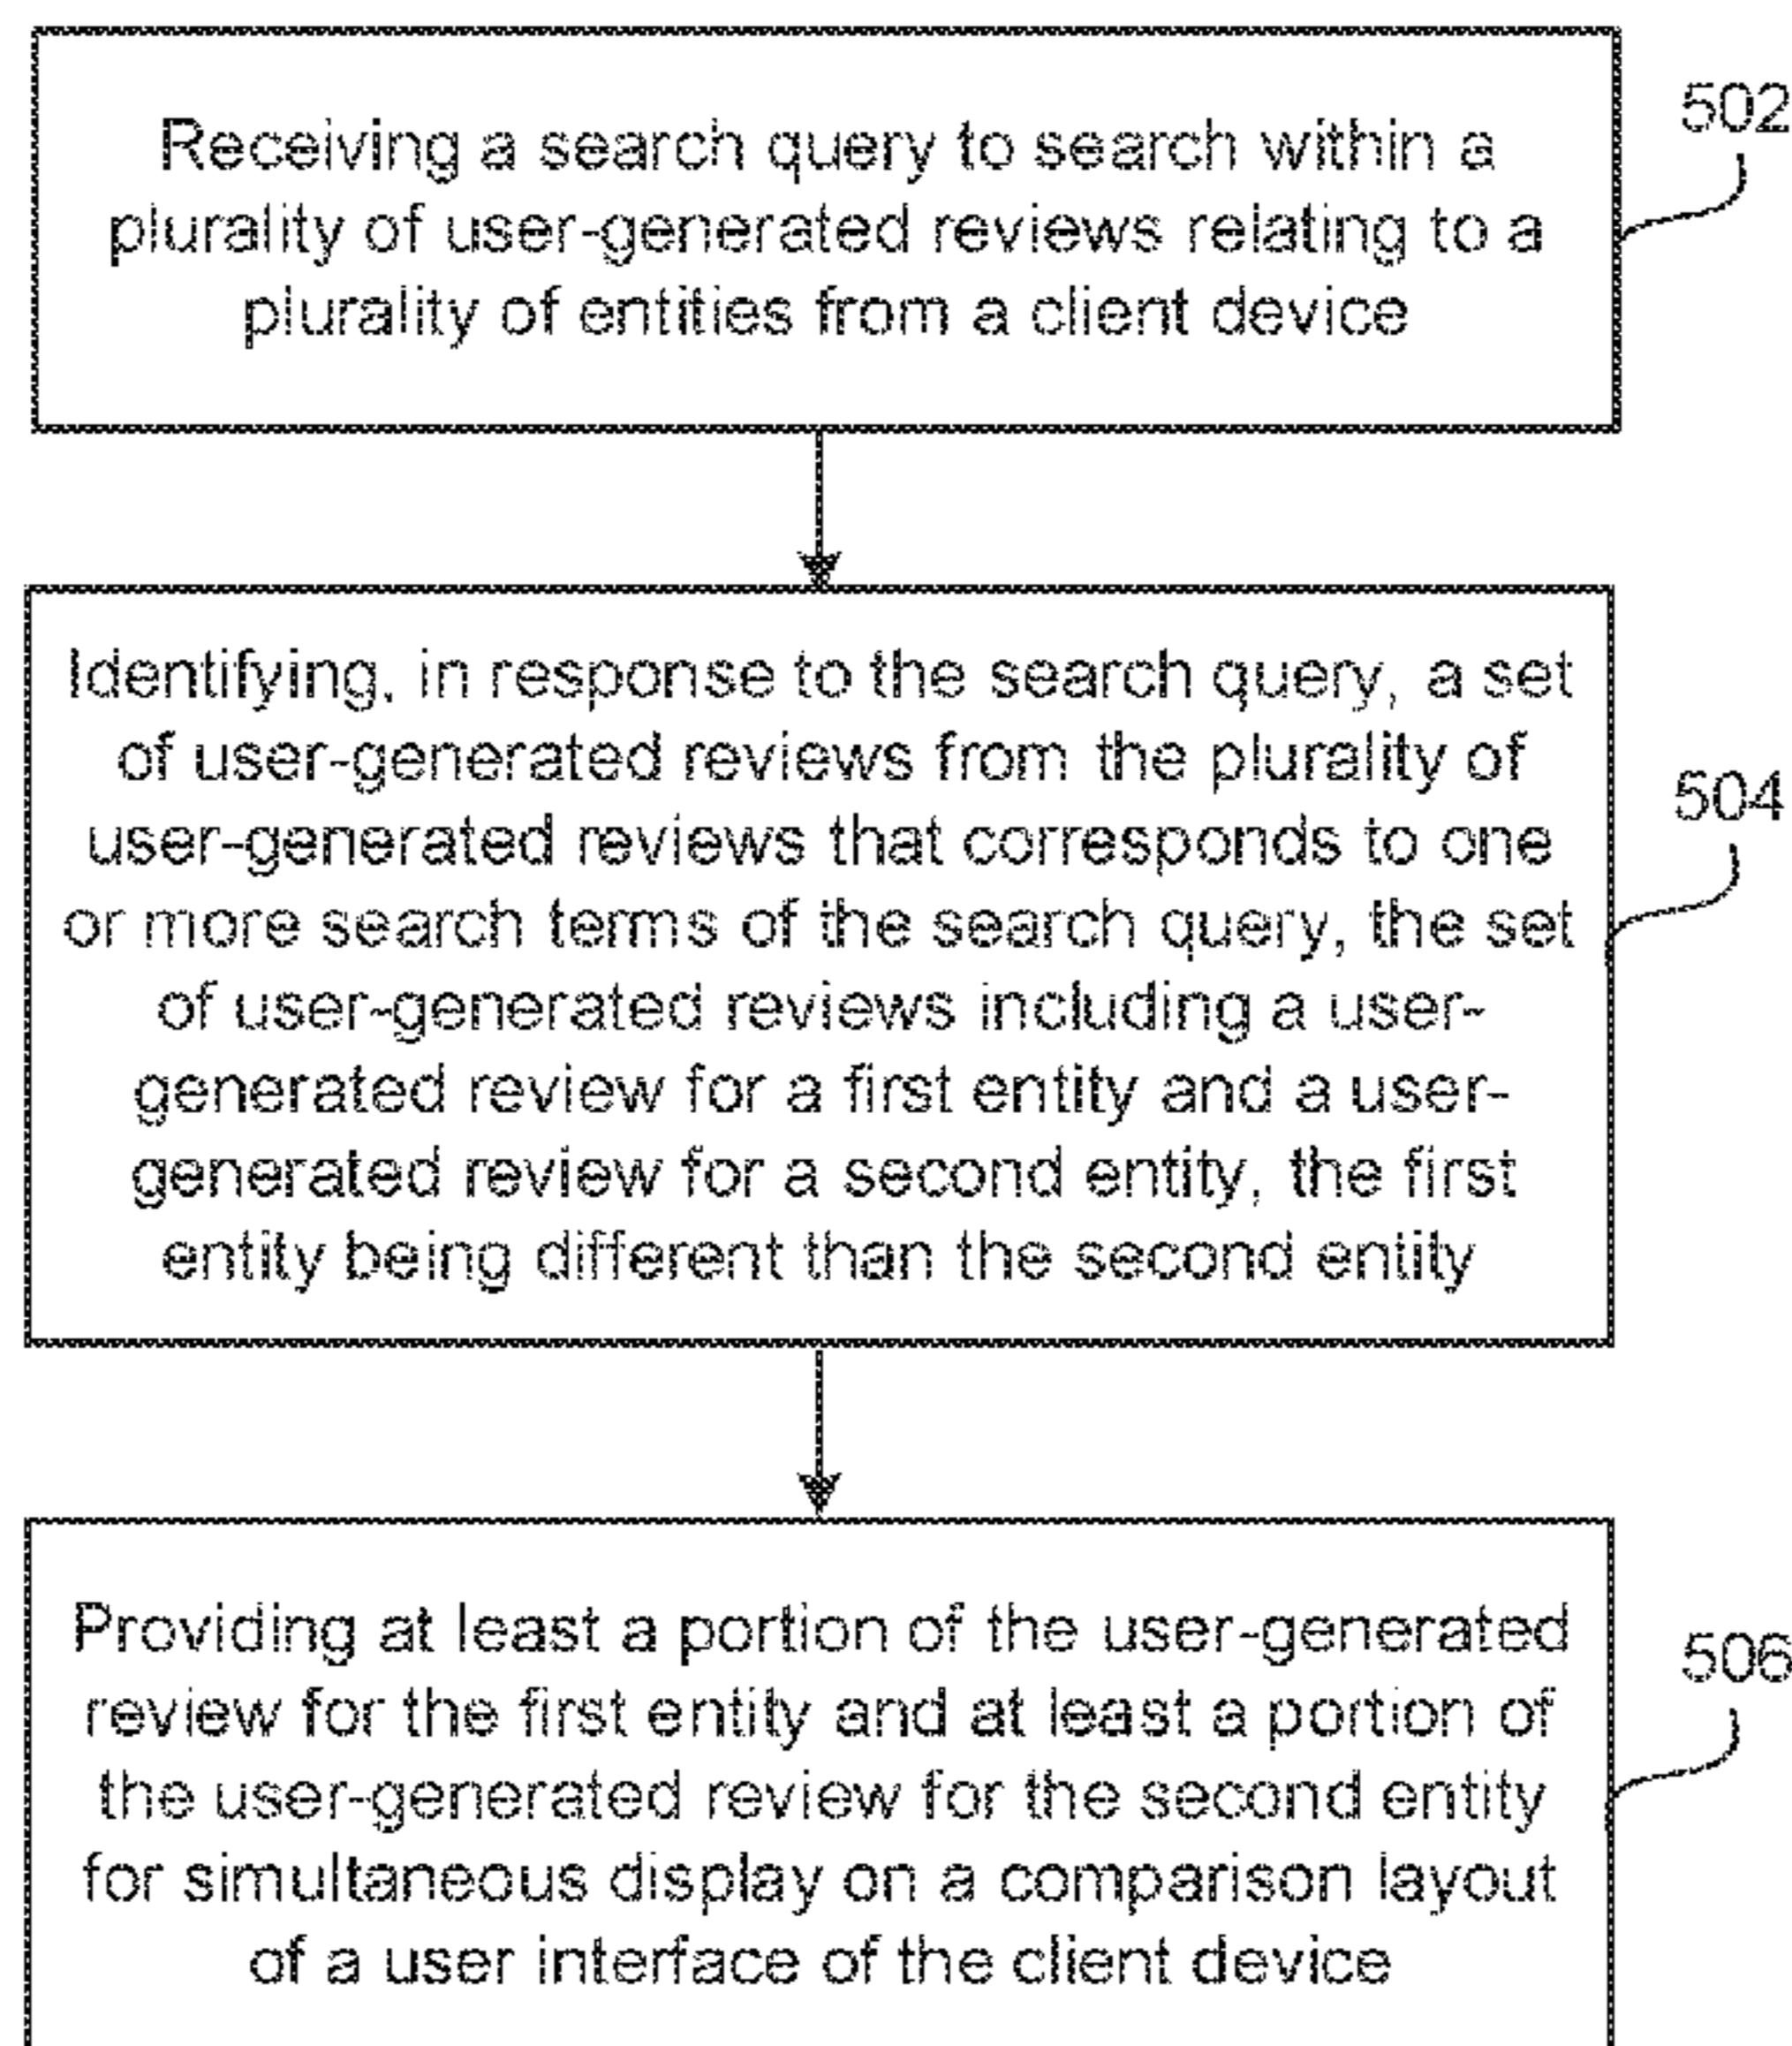 Receiving a search query to search within a
plurality of user-generated reviews relating to a
plurality of entities from a client device
502
Identifying, in response to the search query, a set
of user-generated reviews from the plurality of
user-generated reviews that corresponds to one
or more search terms of the search query, the set
of user-generated reviews including a user-
generated review for a first entity and a user-
generated review for a second entity, the first
entity being different than the second entity
504
Providing at least a portion of the user-generated
review for the first entity and at least a portion of
the user-generated review for the second entity
for simultaneous display on a comparison layout
of a user interface of the client device
506